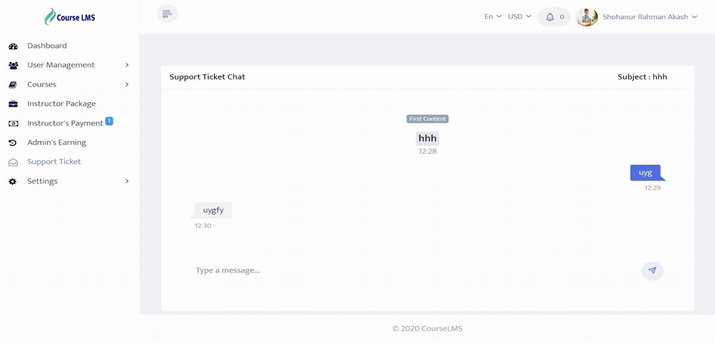 Course LMS
En
USD
0
Shohanur Rahman Akash
Dashboard
User Management
Courses
Instructor Package
Instructor's Payment 1
Admin's Earning
Support Ticket
Settings
Support Ticket Chat
Subject : hhh
First Content
hhh
12:28
uyg
12:29
uygfy
12:30
Type a message...
© 2020 CourseLMS